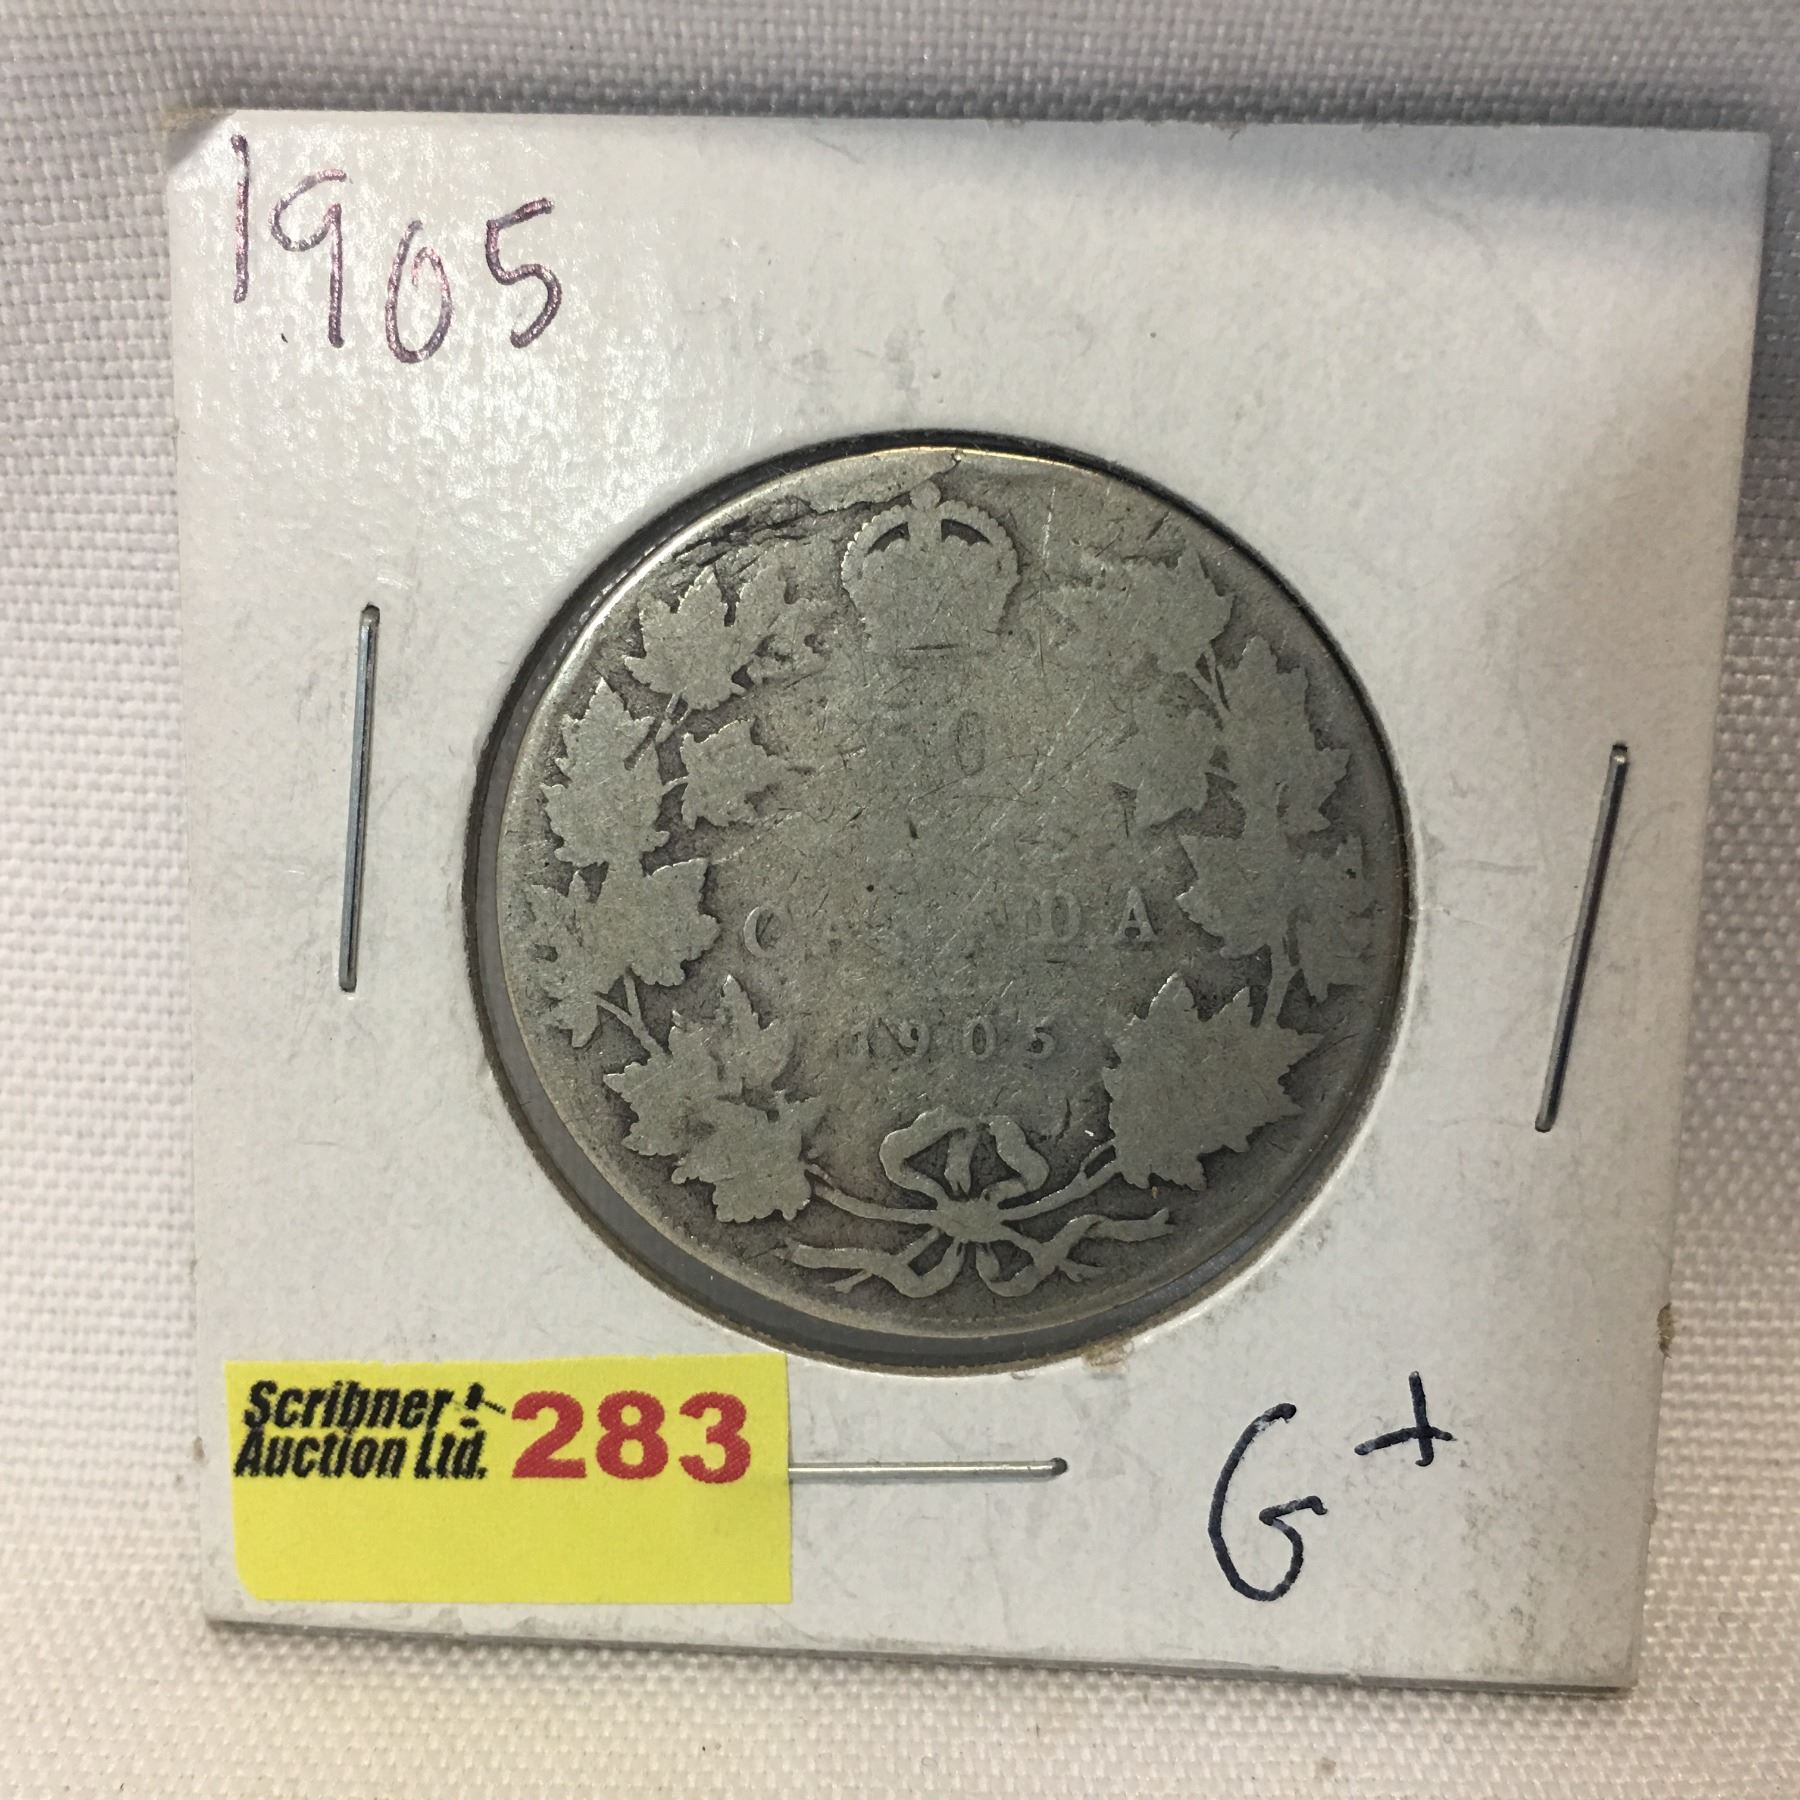 1905
50
CANADA
1905
Scribner
Auction Ltd.
283
G+